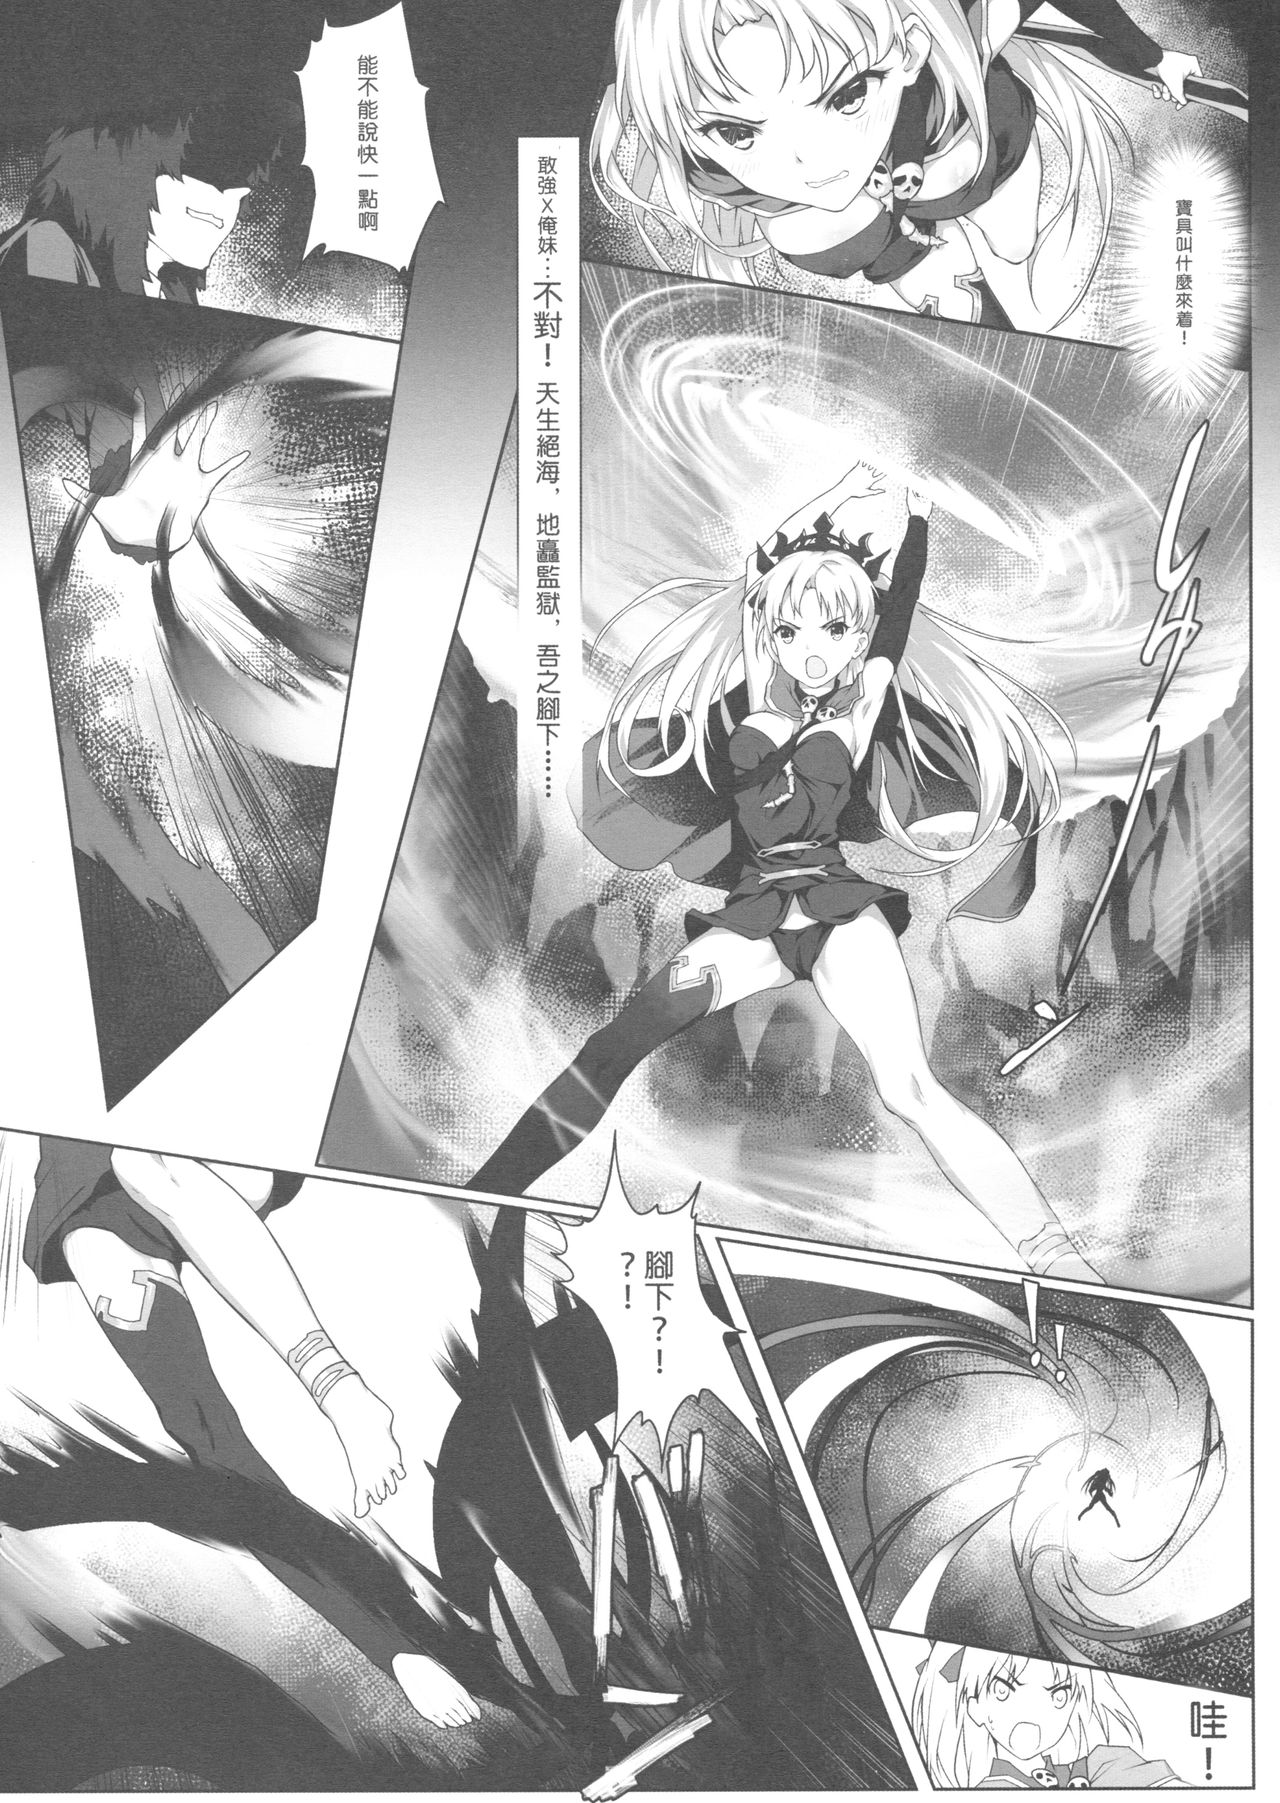 寶具叫什麼來着！
敢強X俺妹…不對！天生絕海，地矗監獄，吾之腳下……
能不能說快一點啊
！！
腳下？！
？！
哇！